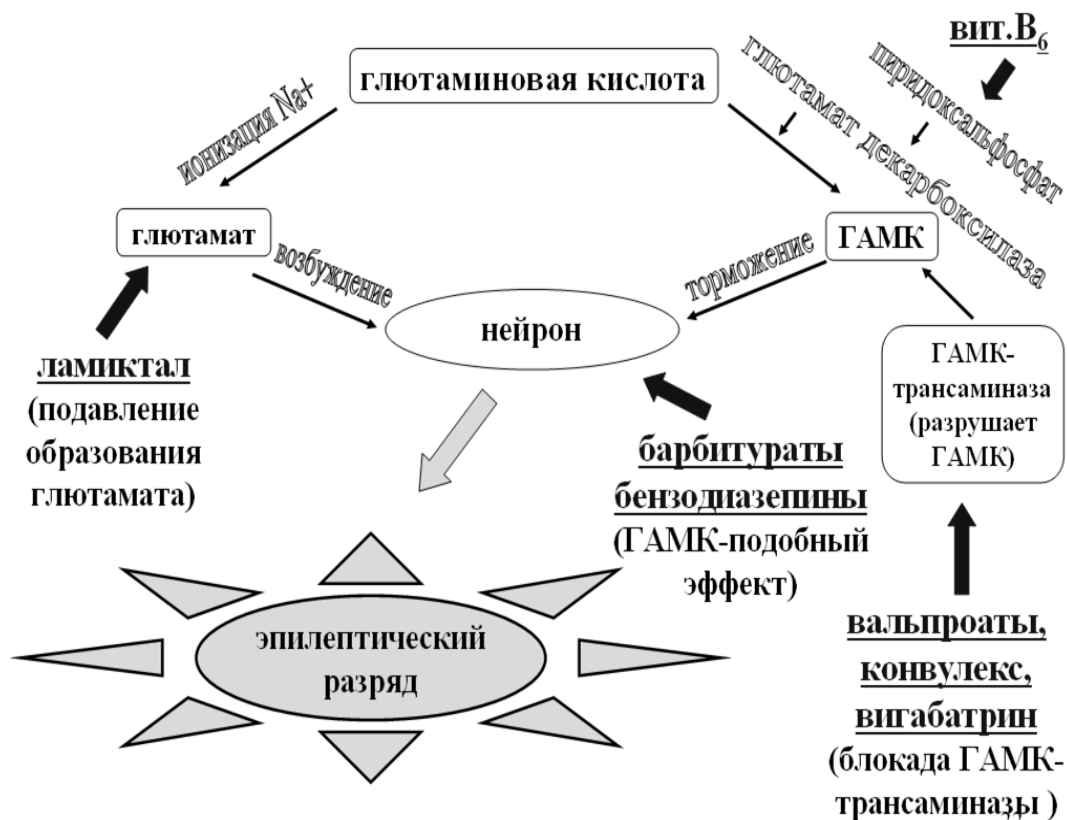 вит.В6
глютаминовая кислота
ионизация Na+
глютамат декарбоксилаза
пиридоксальфосфат
глютамат
ГАМК
возбуждение
торможение
нейрон
ламиктал
(подавление
образования
глютамата)
ГАМК-
трансаминаза
(разрушает
ГАМК)
барбитураты
бензодиазепины
(ГАМК-подобный
эффект)
эпилептический
разряд
вальпроаты,
конвулекс,
вигабатрин
(блокада ГАМК-
трансаминазы )